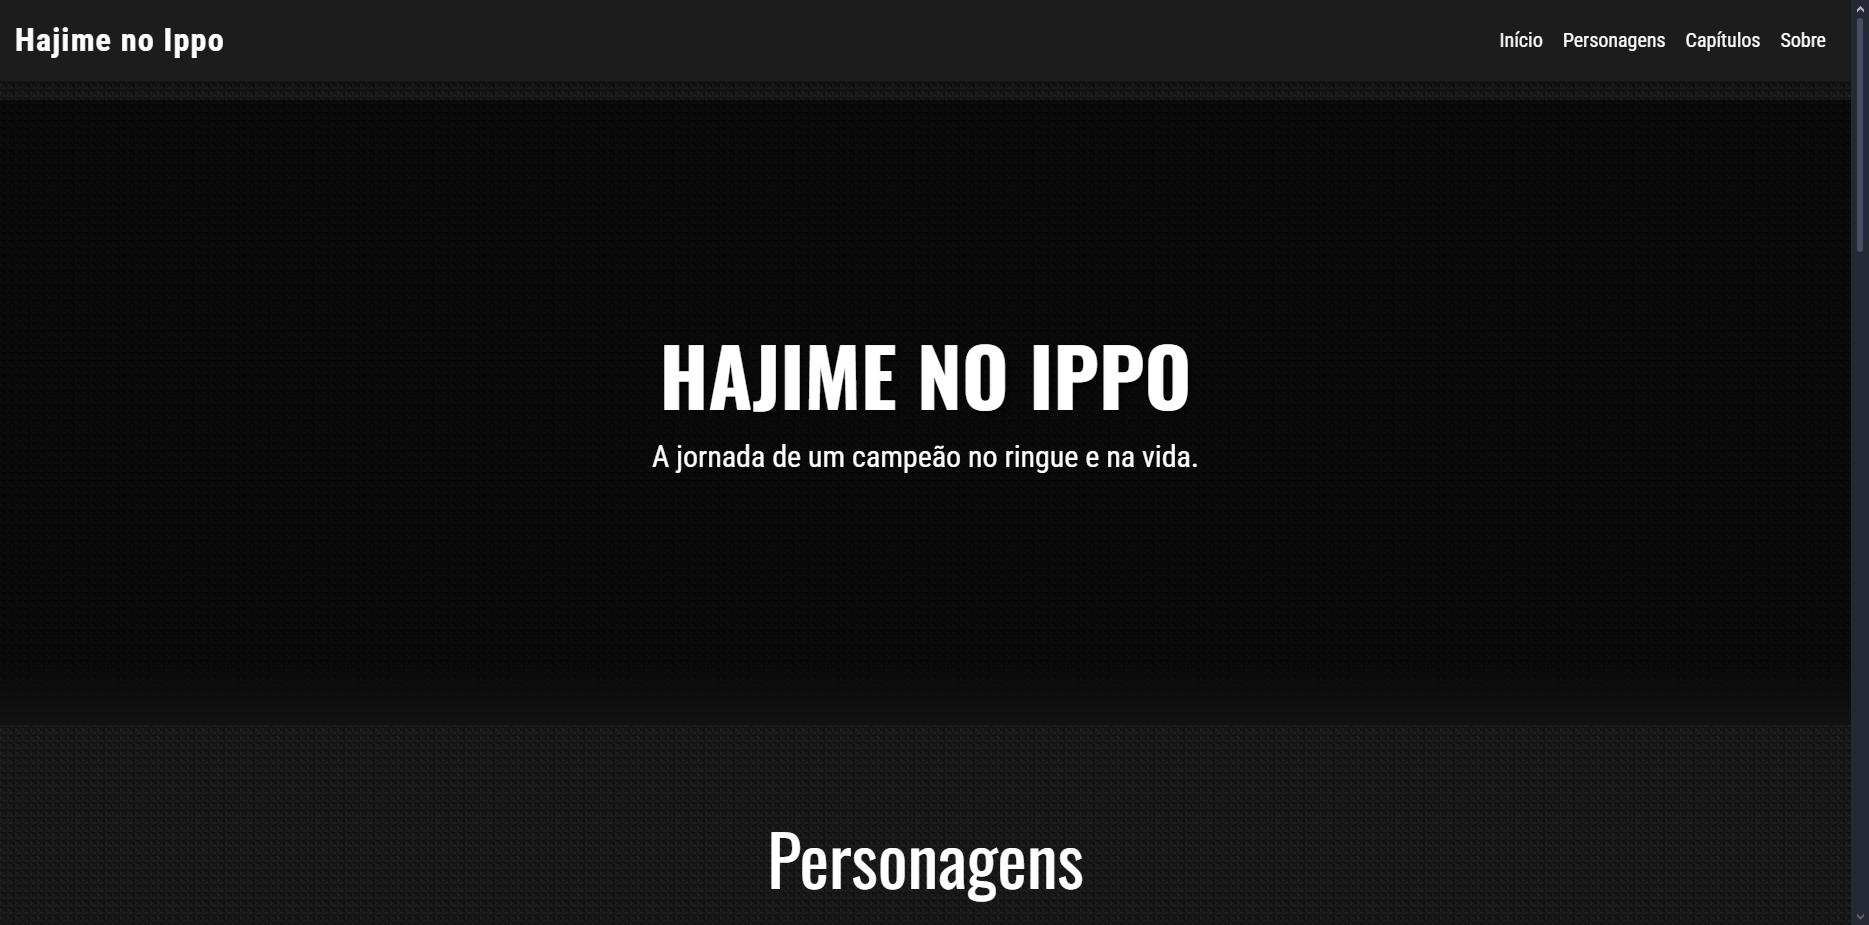 Hajime no Ippo
Início Personagens Capítulos Sobre
HAJIME NO IPPO
A jornada de um campeão no ringue e na vida.
Personagens